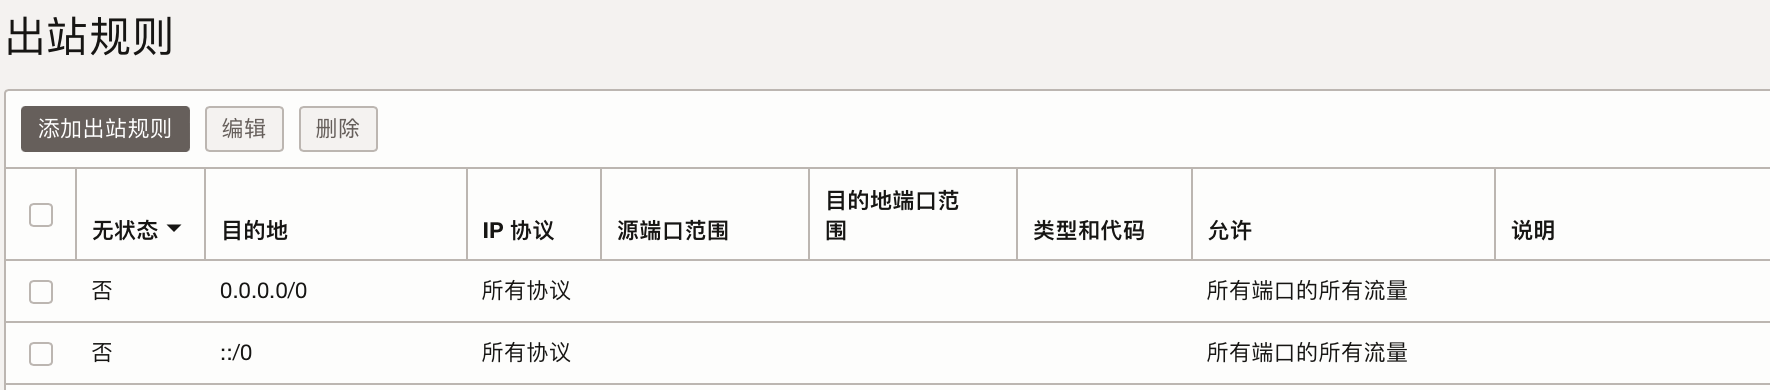 出站规则
添加出站规则 编辑 删除
无状态 目的地 IP 协议 源端口范围 目的地端口范
围 类型和代码 允许 说明
否 0.0.0.0/0 所有协议 所有端口的所有流量
否 ::/0 所有协议 所有端口的所有流量